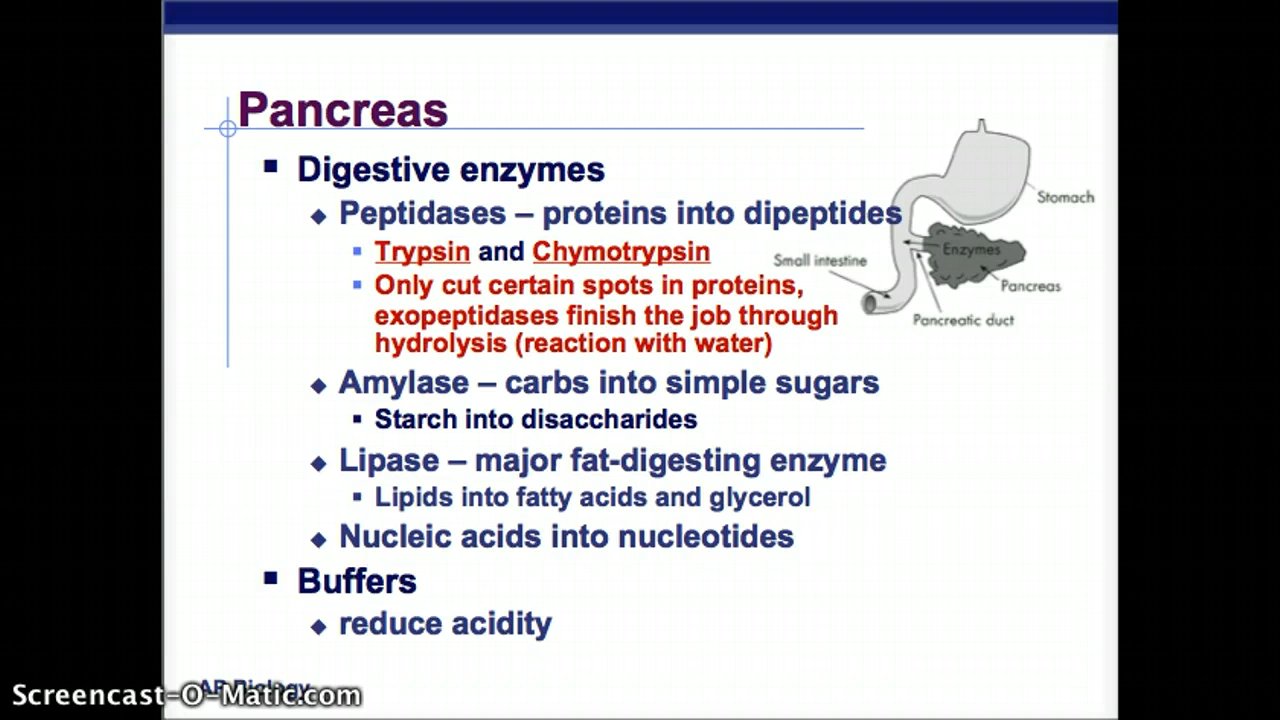 Pancreas
Digestive enzymes
Peptidases – proteins into dipeptides
Trypsin and Chymotrypsin
Only cut certain spots in proteins,
exopeptidases finish the job through
hydrolysis (reaction with water)
Amylase – carbs into simple sugars
Starch into disaccharides
Lipase – major fat-digesting enzyme
Lipids into fatty acids and glycerol
Nucleic acids into nucleotides
Buffers
reduce acidity
Stomach
Enzymes
Small intestine
Pancreas
Pancreatic duct
AP Biology
Screencast-O-Matic.com